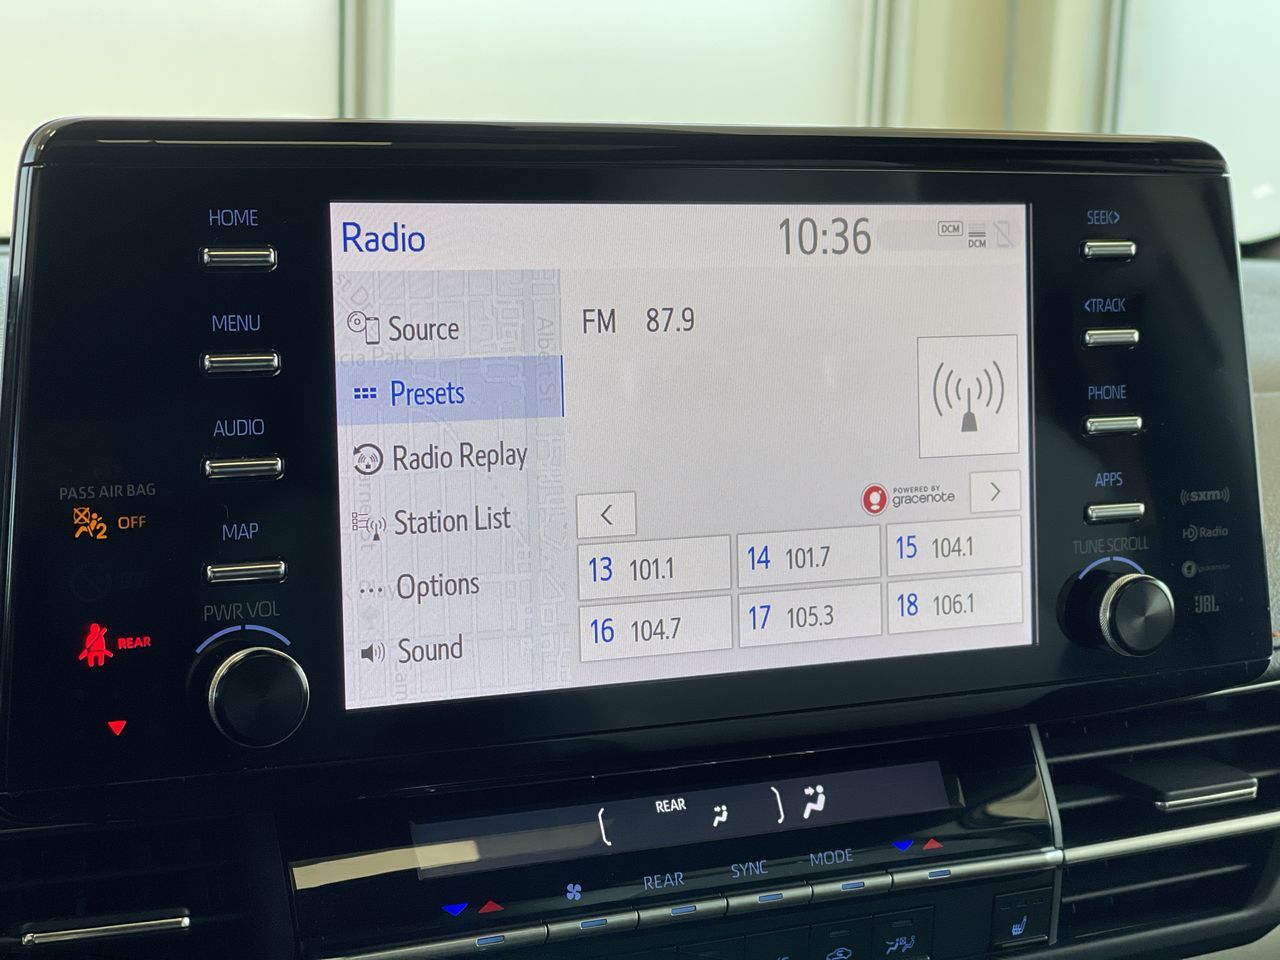 HOME
MENU
AUDIO
MAP
PWR VOL
PASS AIR BAG
2 OFF
REAR
Radio
10:36
DCM
DCM
Source
Presets
Radio Replay
Station List
Options
Sound
FM 87.9
POWERED BY
gracenote
13 101.1
14 101.7
15 104.1
16 104.7
17 105.3
18 106.1
SEEK>
<TRACK
PHONE
APPS
TUNE SCROLL
((sxm))
HD Radio
gracenote
JBL
REAR
REAR
SYNC
MODE